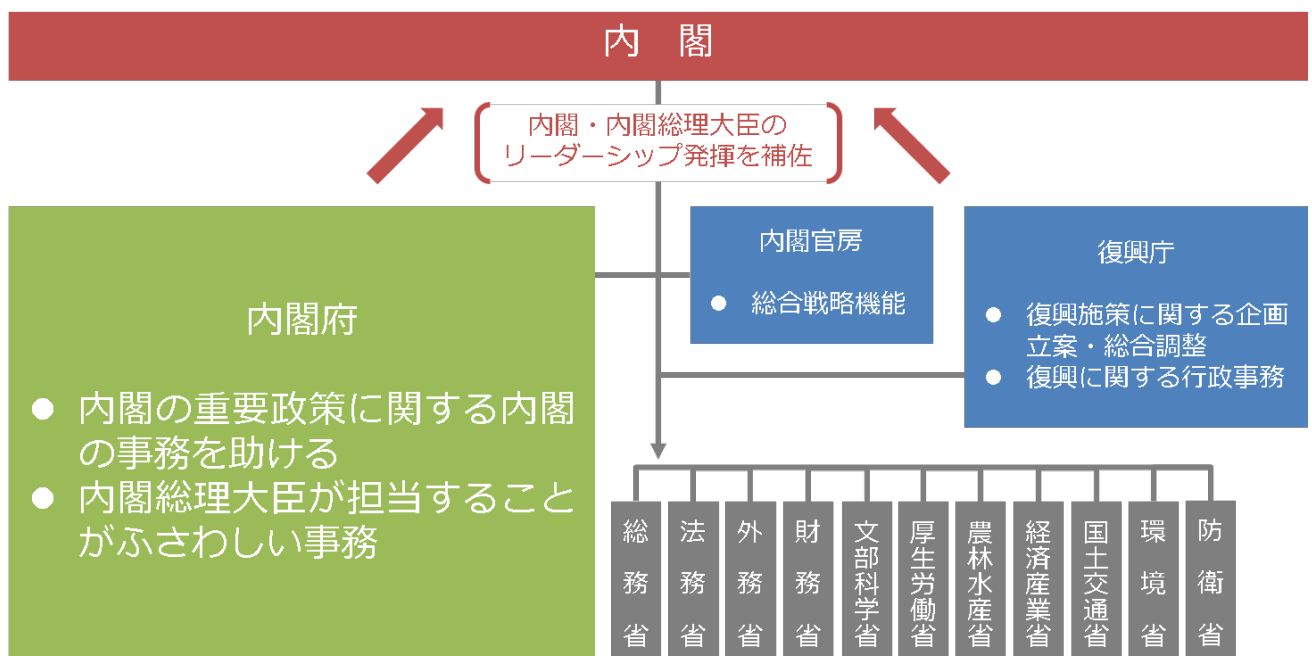 内　閣
内閣・内閣総理大臣の
リーダーシップ発揮を補佐
内閣府
● 内閣の重要政策に関する内閣
の事務を助ける
● 内閣総理大臣が担当すること
がふさわしい事務
内閣官房
● 総合戦略機能
復興庁
● 復興施策に関する企画
立案・総合調整
● 復興に関する行政事務
総務省
法務省
外務省
財務省
文部科学省
厚生労働省
農林水産省
経済産業省
国土交通省
環境省
防衛省